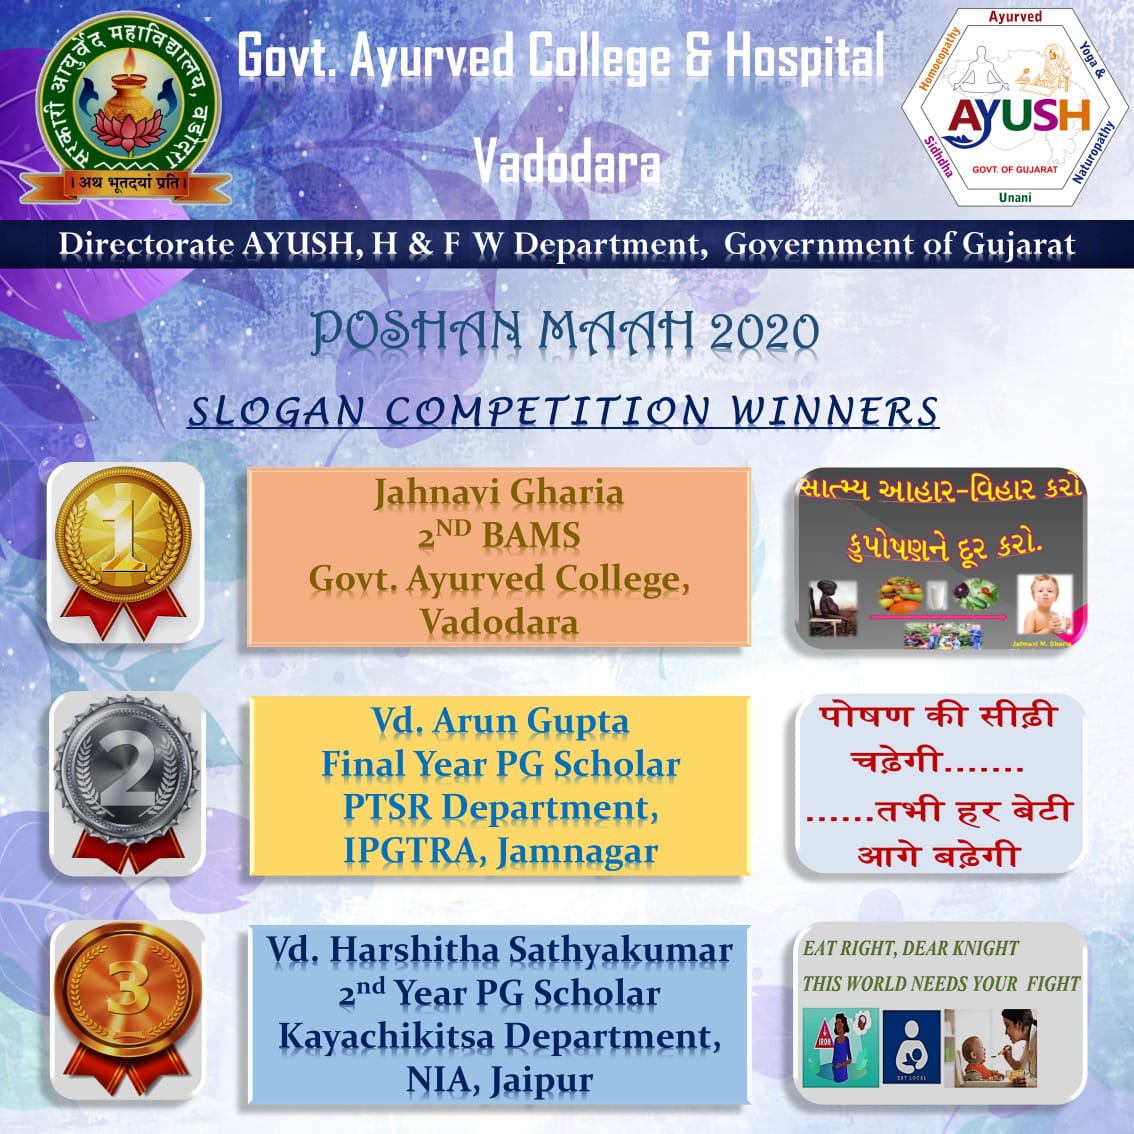 सरकारी आयुर्वेद महाविद्यालय, वडोदरा
। अथ भूतदयां प्रति ।
Govt. Ayurved College & Hospital
Vadodara
Ayurved
Homoeopathy
Yoga &
Naturopathy
AYUSH
GOVT. OF GUJARAT
Sidhdha
Unani
Directorate AYUSH, H & F W Department, Government of Gujarat
POSHAN MAAH 2020
SLOGAN COMPETITION WINNERS
1
Jahnavi Gharia
2ND BAMS
Govt. Ayurved College,
Vadodara
સાત્મ્ય આહાર-વિહાર કરો
કુપોષણને દૂર કરો.
Jahnavi M. Gharia
2
Vd. Arun Gupta
Final Year PG Scholar
PTSR Department,
IPGTRA, Jamnagar
पोषण की सीढ़ी
चढ़ेगी.......
......तभी हर बेटी
आगे बढ़ेगी
3
Vd. Harshitha Sathyakumar
2nd Year PG Scholar
Kayachikitsa Department,
NIA, Jaipur
EAT RIGHT, DEAR KNIGHT
THIS WORLD NEEDS YOUR FIGHT
IRON
EAT LOCAL